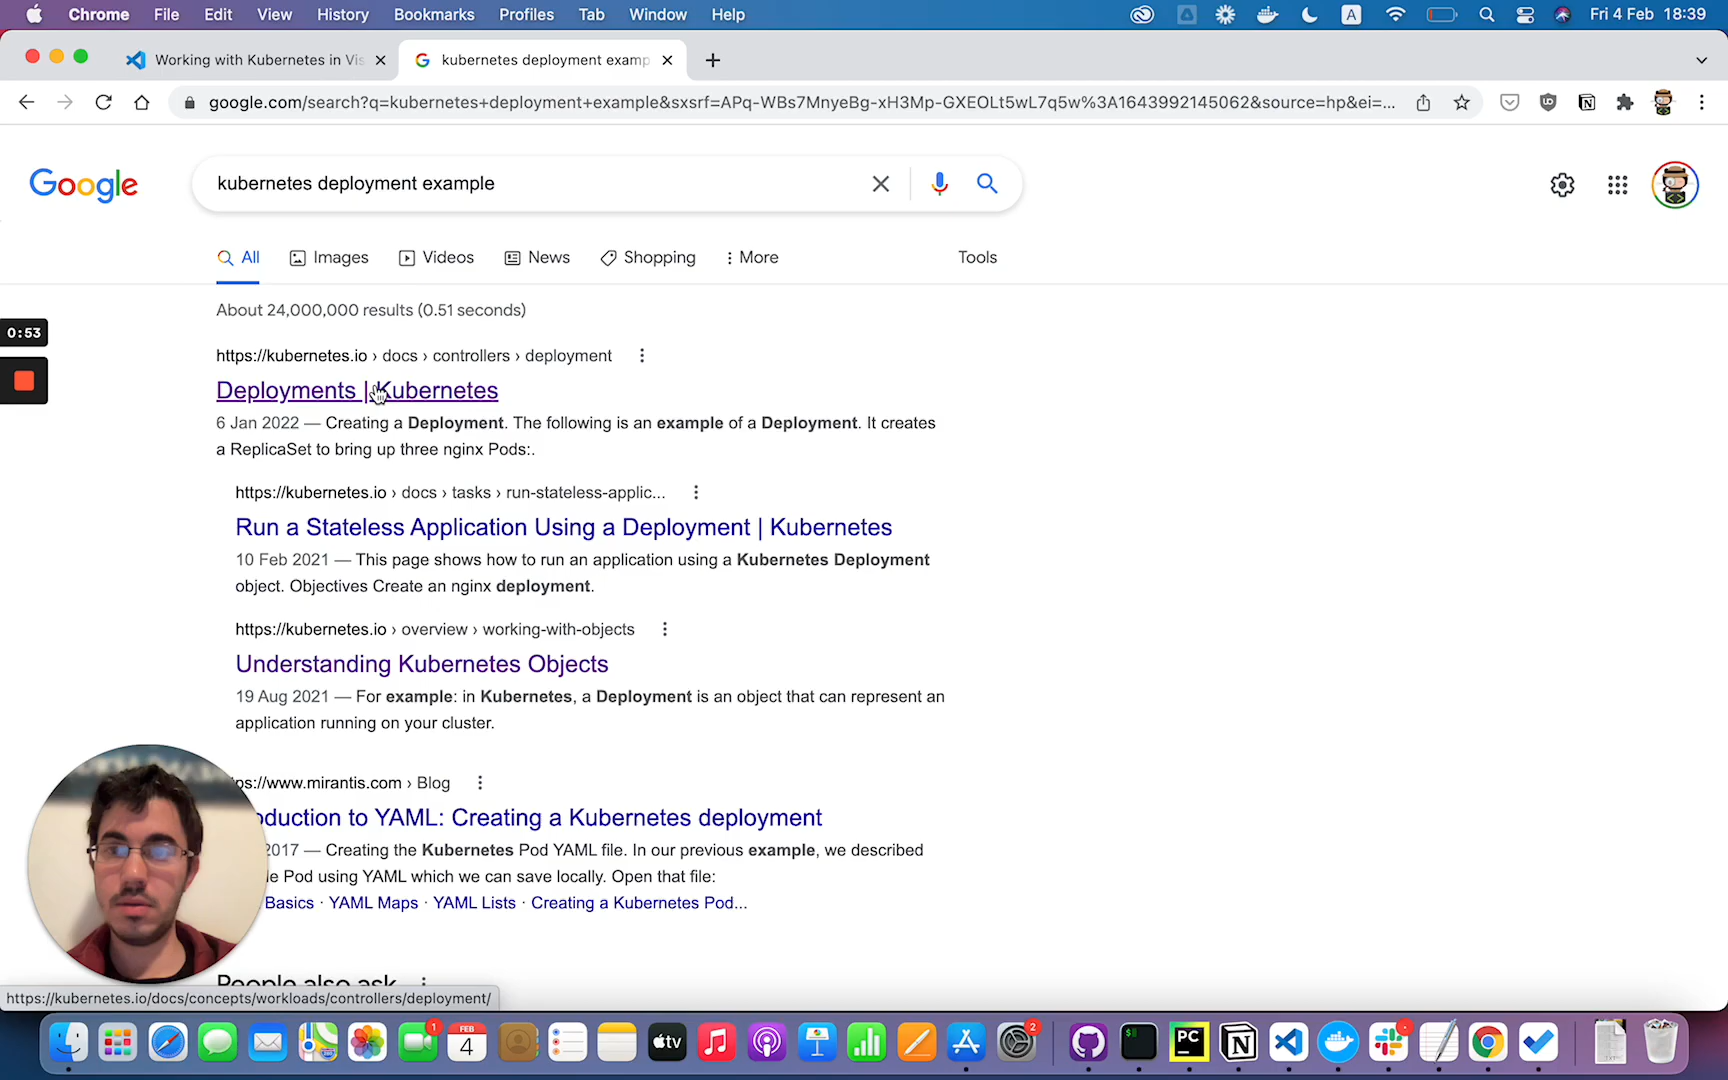 Chrome File Edit View History Bookmarks Profiles Tab Window Help A Fri 4 Feb 18:39
Working with Kubernetes in Vis kubernetes deployment examp
google.com/search?q=kubernetes+deployment+example&sxsrf=APq-WBs7MnyeBg-xH3Mp-GXEOLt5wL7q5w%3A1643992145062&source=hp&ei=...
Google kubernetes deployment example
All Images Videos News Shopping More Tools
About 24,000,000 results (0.51 seconds)
0:53
https://kubernetes.io › docs › controllers › deployment
Deployments | Kubernetes
6 Jan 2022 — Creating a Deployment. The following is an example of a Deployment. It creates
a ReplicaSet to bring up three nginx Pods:.
https://kubernetes.io › docs › tasks › run-stateless-applic...
Run a Stateless Application Using a Deployment | Kubernetes
10 Feb 2021 — This page shows how to run an application using a Kubernetes Deployment
object. Objectives Create an nginx deployment.
https://kubernetes.io › overview › working-with-objects
Understanding Kubernetes Objects
19 Aug 2021 — For example: in Kubernetes, a Deployment is an object that can represent an
application running on your cluster.
ps://www.mirantis.com › Blog
oduction to YAML: Creating a Kubernetes deployment
2017 — Creating the Kubernetes Pod YAML file. In our previous example, we described
e Pod using YAML which we can save locally. Open that file:
Basics · YAML Maps · YAML Lists · Creating a Kubernetes Pod...
People also ask
https://kubernetes.io/docs/concepts/workloads/controllers/deployment/
1 FEB 4 tv 2 PC